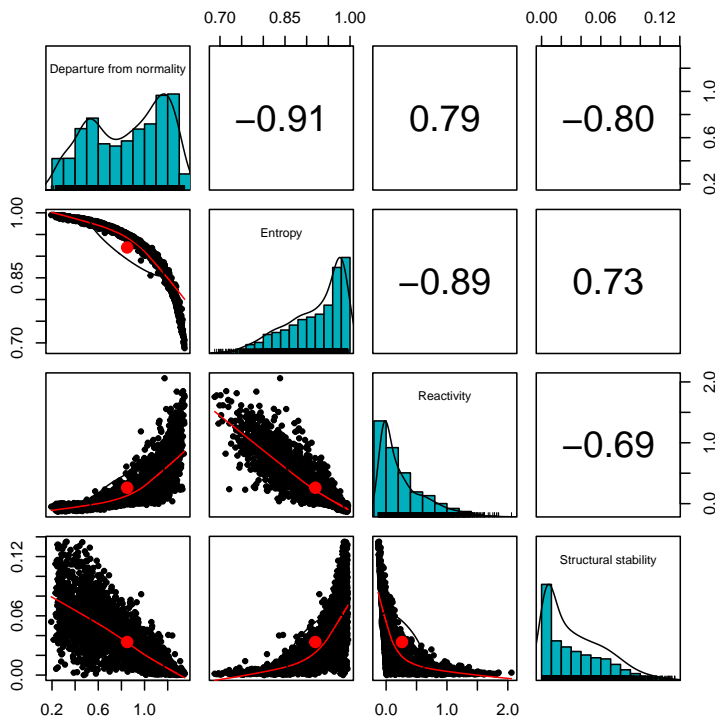 0.70 0.85 1.00
0.00 0.06 0.12
Departure from normality
−0.91
0.79
−0.80
0.2 0.6 1.0
0.70 0.85 1.00
Entropy
−0.89
0.73
Reactivity
−0.69
0.0 1.0 2.0
0.00 0.06 0.12
Structural stability
0.2 0.6 1.0
0.0 1.0 2.0